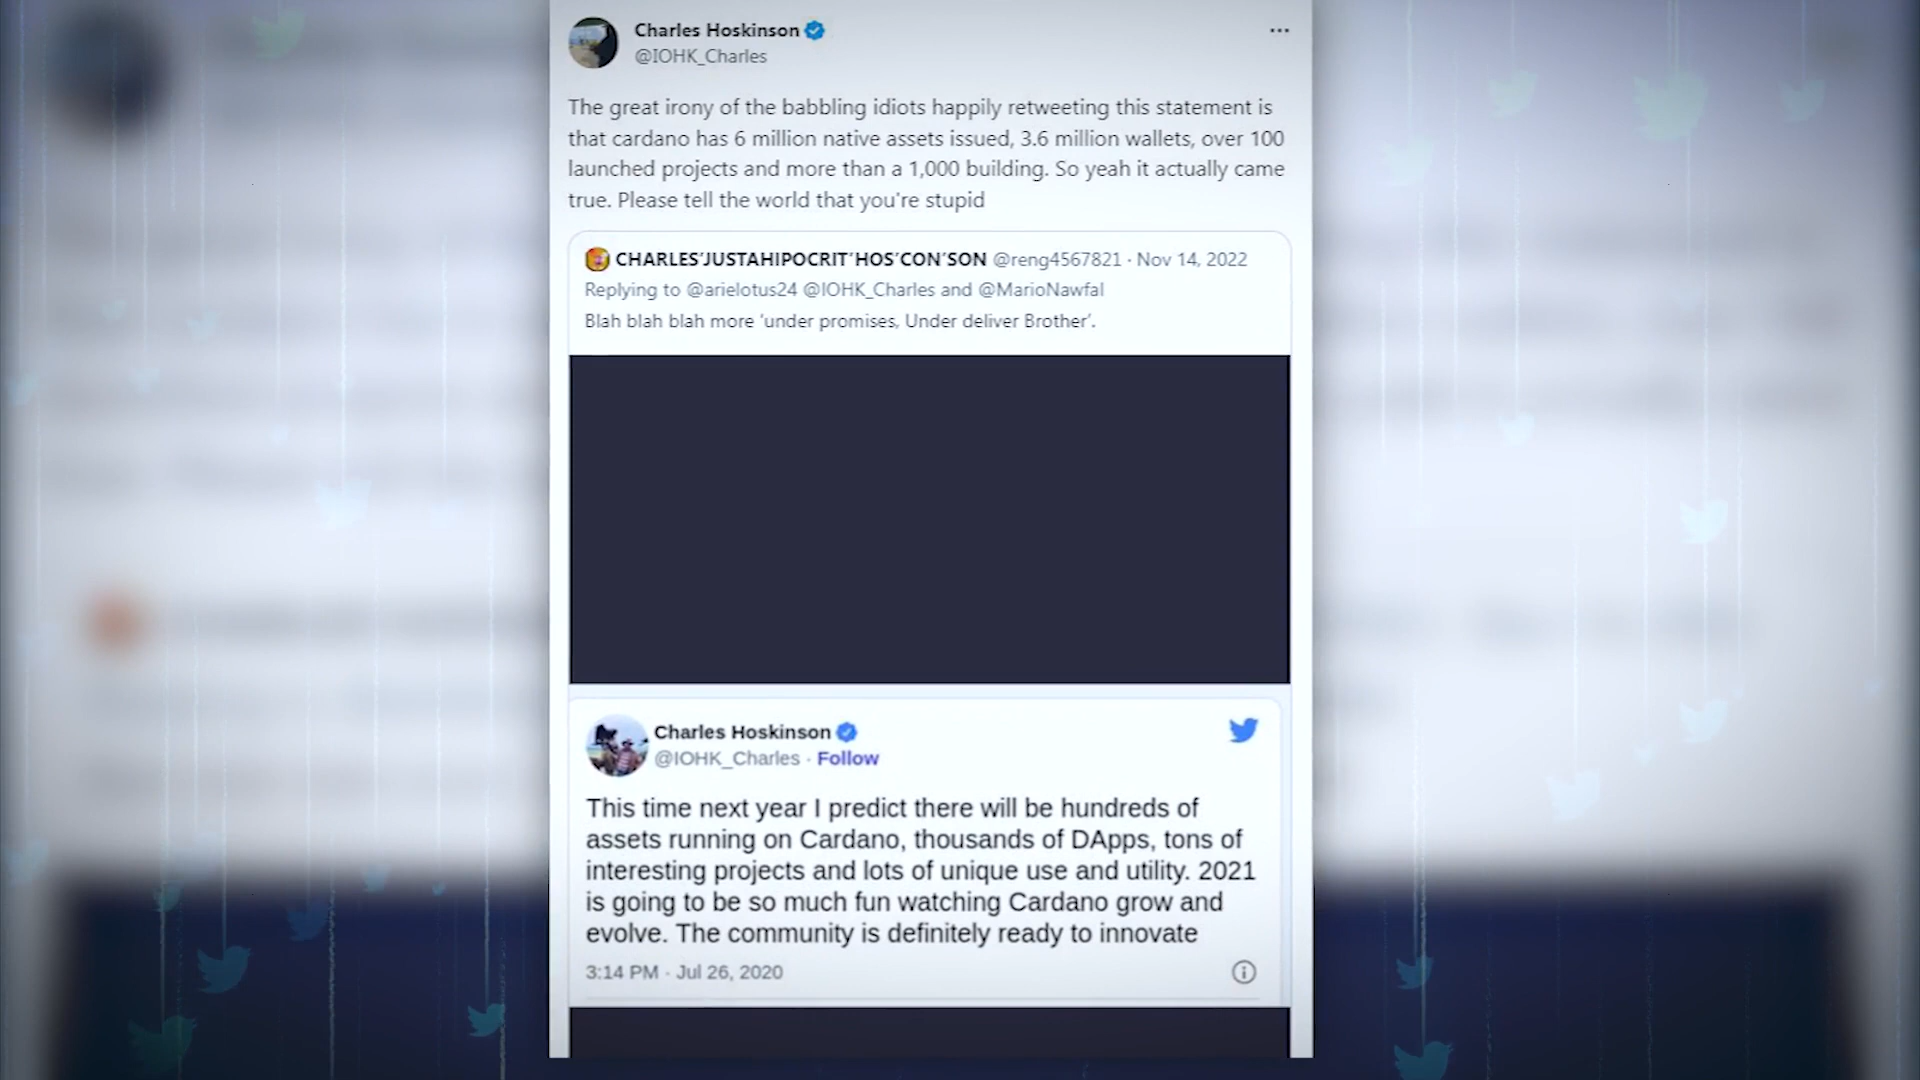 Charles Hoskinson
@IOHK_Charles
The great irony of the babbling idiots happily retweeting this statement is
that cardano has 6 million native assets issued, 3.6 million wallets, over 100
launched projects and more than a 1,000 building. So yeah it actually came
true. Please tell the world that you're stupid
CHARLES'JUSTAHIPOCRIT'HOS'CON'SON @reng4567821 · Nov 14, 2022
Replying to @arielotus24 @IOHK_Charles and @MarioNawfal
Blah blah blah more 'under promises, Under deliver Brother'.
Charles Hoskinson
@IOHK_Charles · Follow
This time next year I predict there will be hundreds of
assets running on Cardano, thousands of DApps, tons of
interesting projects and lots of unique use and utility. 2021
is going to be so much fun watching Cardano grow and
evolve. The community is definitely ready to innovate
3:14 PM · Jul 26, 2020